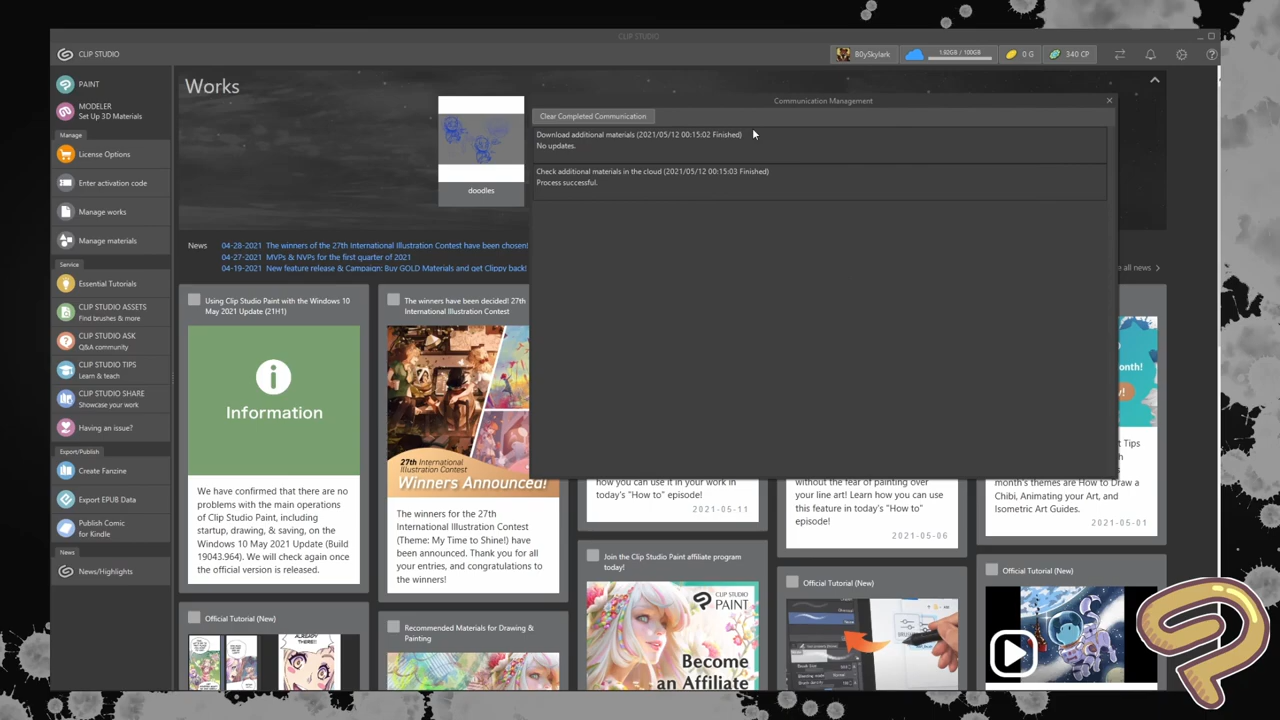 CLIP STUDIO
CLIP STUDIO
B0ySkylark
1.92GB / 100GB
0 G
340 CP
PAINT
MODELER
Set Up 3D Materials
Manage
License Options
Enter activation code
Manage works
Manage materials
Service
Essential Tutorials
CLIP STUDIO ASSETS
Find brushes & more
CLIP STUDIO ASK
Q&A community
CLIP STUDIO TIPS
Learn & teach
CLIP STUDIO SHARE
Showcase your work
Having an issue?
Export/Publish
Create Fanzine
Export EPUB Data
Publish Comic
for Kindle
News
News/Highlights
Works
doodles
Communication Management
Clear Completed Communication
Download additional materials (2021/05/12 00:15:02 Finished)
No updates.
Check additional materials in the cloud (2021/05/12 00:15:03 Finished)
Process successful.
News
04-28-2021 The winners of the 27th International Illustration Contest have been chosen!
04-27-2021 MVPs & NVPs for the first quarter of 2021
04-19-2021 New feature release & Campaign: Buy GOLD Materials and get Clippy back!
e all news
Using Clip Studio Paint with the Windows 10
May 2021 Update (21H1)
Information
We have confirmed that there are no
problems with the main operations
of Clip Studio Paint, including
startup, drawing, & saving, on the
Windows 10 May 2021 Update (Build
19043.964). We will check again once
the official version is released.
Official Tutorial (New)
ALREADY
THERE!!
The winners have been decided! 27th
International Illustration Contest
27th International
Illustration Contest
Winners Announced!
The winners for the 27th
International Illustration Contest
(Theme: My Time to Shine!) have
been announced. Thank you for all
your entries, and congratulations to
the winners!
Recommended Materials for Drawing &
Painting
how you can use it in your work in
today's "How to" episode!
2021-05-11
Join the Clip Studio Paint affiliate program
today!
CLIP STUDIO
PAINT
Become
an Affiliate
without the fear of painting over
your line art! Learn how you can use
this feature in today's "How to"
episode!
2021-05-06
Official Tutorial (New)
onth!
y!
t Tips
month's themes are How to Draw a
Chibi, Animating your Art, and
Isometric Art Guides.
2021-05-01
Official Tutorial (New)